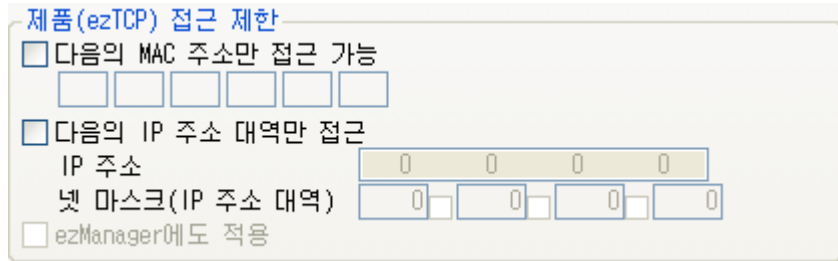 제품(ezTCP) 접근 제한
다음의 MAC 주소만 접근 가능
다음의 IP 주소 대역만 접근
IP 주소 0 0 0 0
넷 마스크(IP 주소 대역) 0 0 0 0
ezManager에도 적용